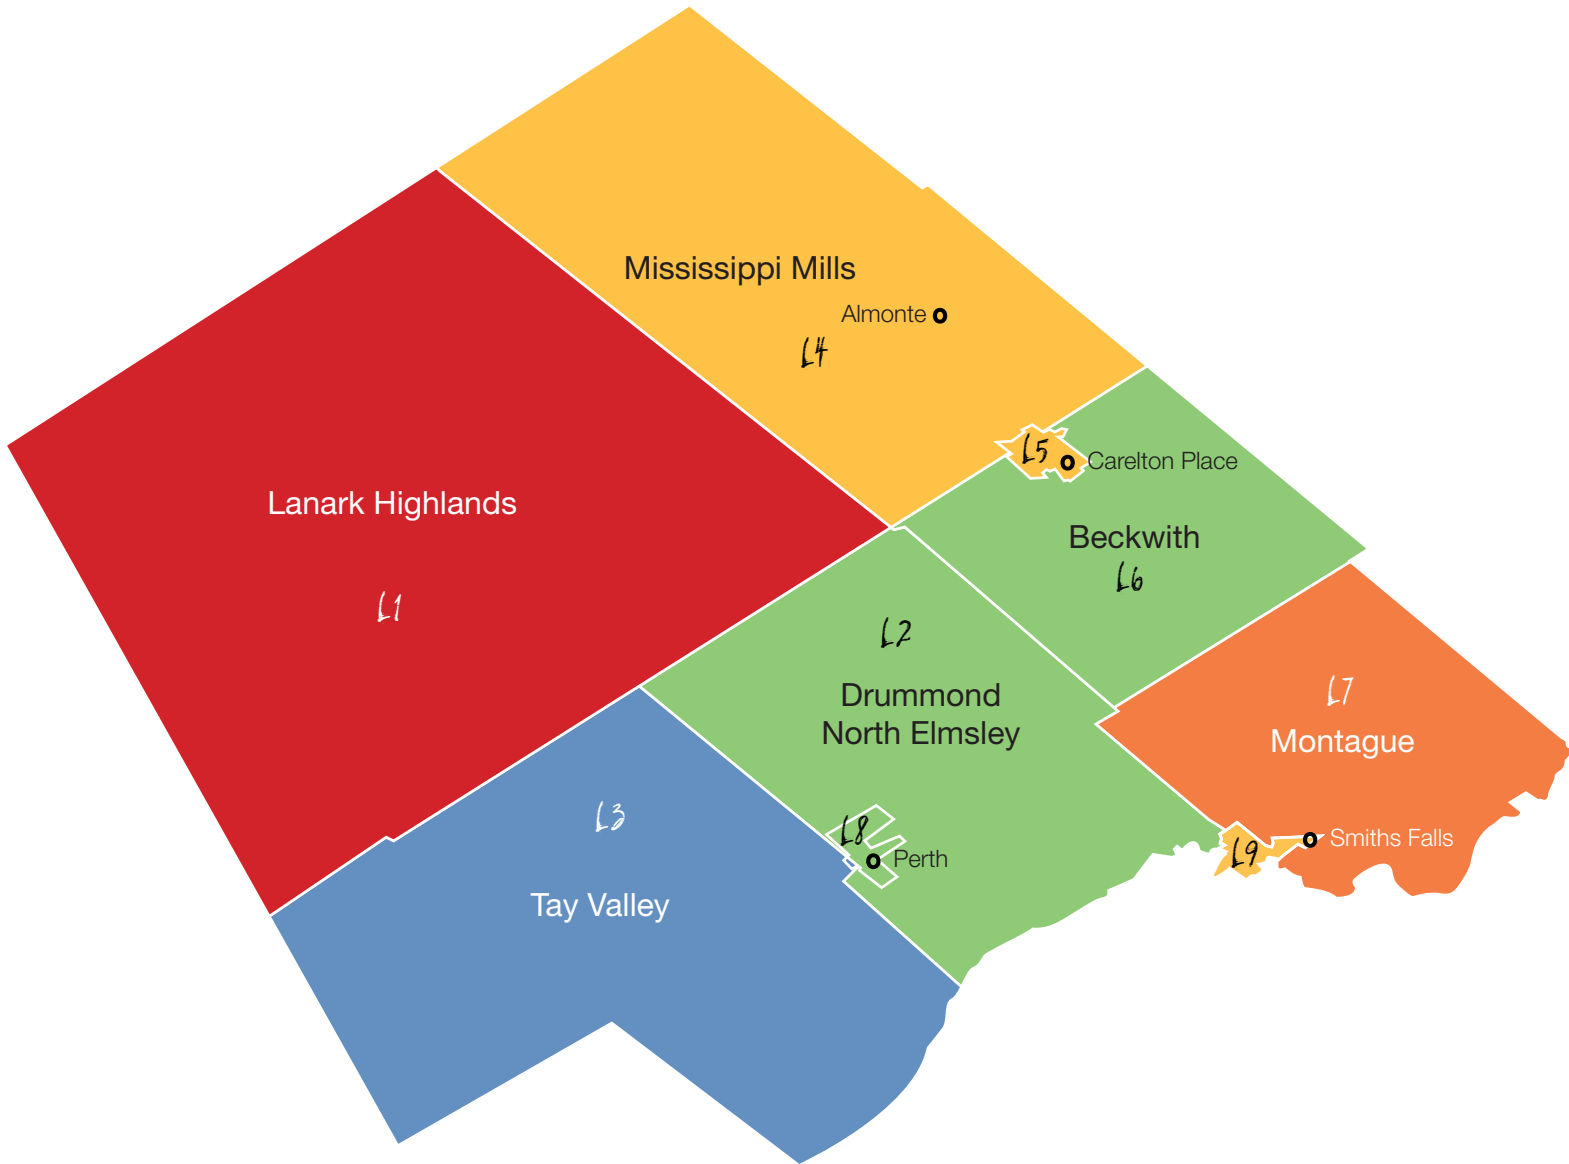 Mississippi Mills
Almonte
L4
L5
Carelton Place
Lanark Highlands
Beckwith
L6
L1
L2
Drummond
North Elmsley
L7
Montague
L3
L8
Perth
L9
Smiths Falls
Tay Valley